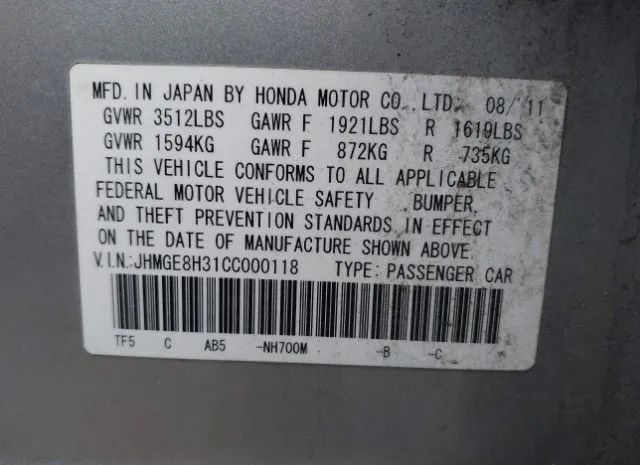 MFD. IN JAPAN BY HONDA MOTOR CO.,LTD. 08/'11
GVWR 3512LBS GAWR F 1921LBS R 1619LBS
GVWR 1594KG GAWR F 872KG R 735KG
THIS VEHICLE CONFORMS TO ALL APPLICABLE
FEDERAL MOTOR VEHICLE SAFETY , BUMPER,
AND THEFT PREVENTION STANDARDS IN EFFECT
ON THE DATE OF MANUFACTURE SHOWN ABOVE.
V.I.N.:JHMGE8H31CC000118 TYPE: PASSENGER CAR
TF5 C AB5 -NH700M -B -C